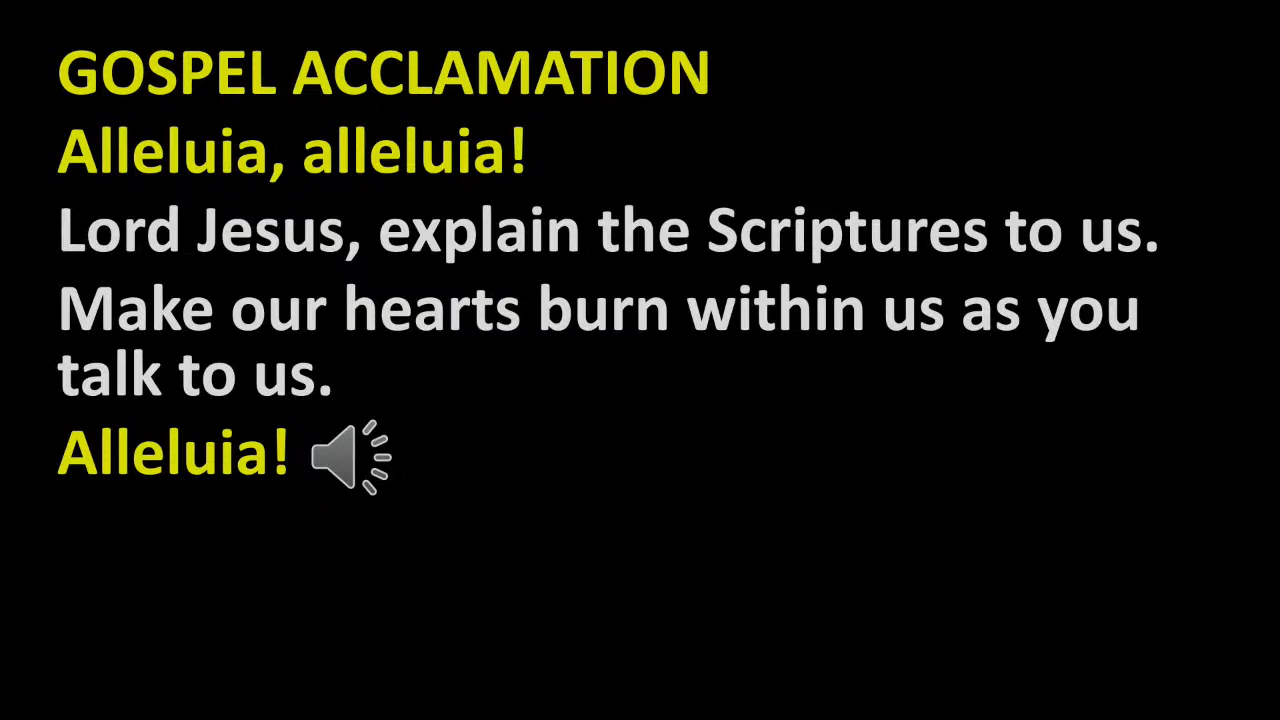 GOSPEL ACCLAMATION
Alleluia, alleluia!
Lord Jesus, explain the Scriptures to us.
Make our hearts burn within us as you
talk to us.
Alleluia!